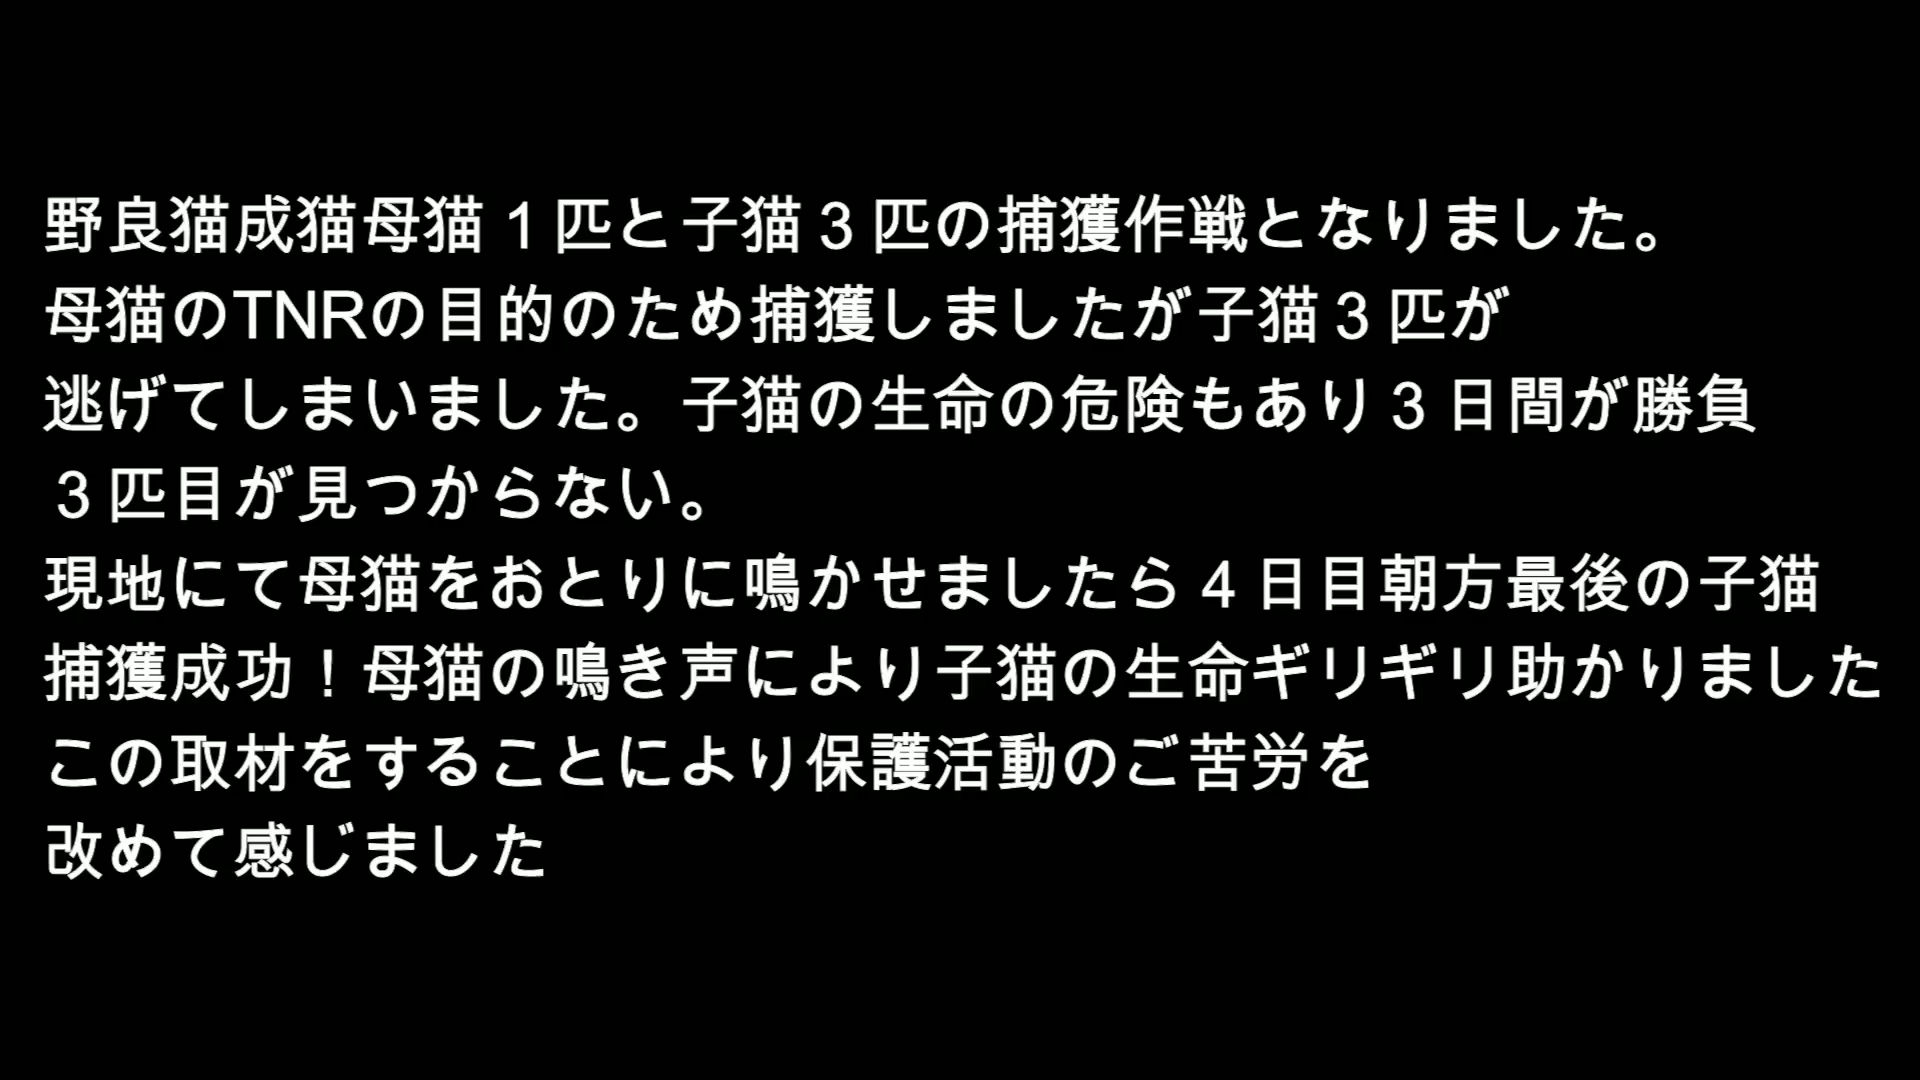 野良猫成猫母猫１匹と子猫３匹の捕獲作戦となりました。
母猫のTNRの目的のため捕獲しましたが子猫３匹が
逃げてしまいました。子猫の生命の危険もあり３日間が勝負
３匹目が見つからない。
現地にて母猫をおとりに鳴かせましたら４日目朝方最後の子猫
捕獲成功！母猫の鳴き声により子猫の生命ギリギリ助かりました
この取材をすることにより保護活動のご苦労を
改めて感じました